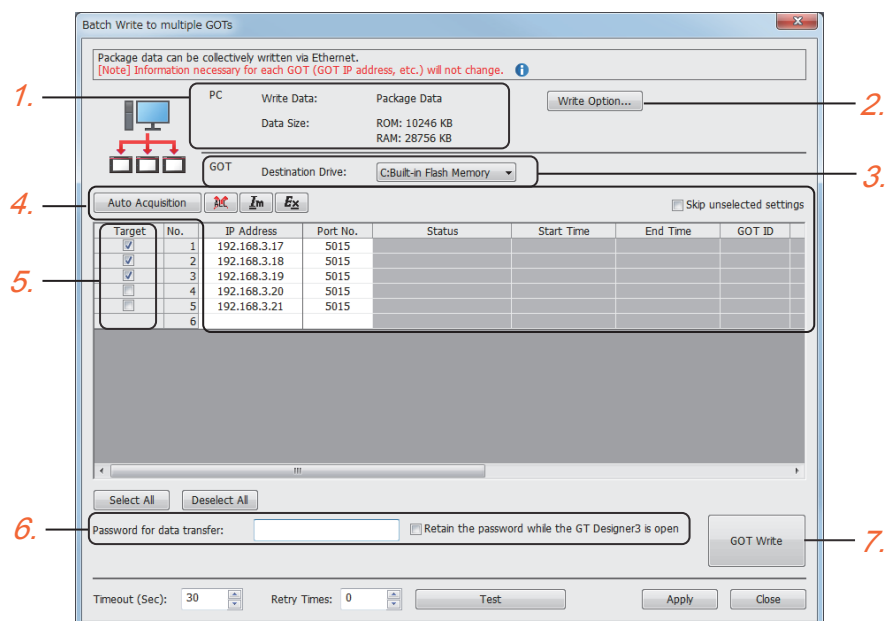 Batch Write to multiple GOTs
Package data can be collectively written via Ethernet.
[Note] Information necessary for each GOT (GOT IP address, etc.) will not change.
1.
PC Write Data: Package Data
Write Option...
2.
Data Size: ROM: 10246 KB
RAM: 28756 KB
GOT Destination Drive: C:Built-in Flash Memory
3.
4.
Auto Acquisition ALL Im Ex Skip unselected settings
Target No. IP Address Port No. Status Start Time End Time GOT ID
1 192.168.3.17 5015
2 192.168.3.18 5015
5.
3 192.168.3.19 5015
4 192.168.3.20 5015
5 192.168.3.21 5015
6
Select All Deselect All
6.
Password for data transfer: Retain the password while the GT Designer3 is open
GOT Write
7.
Timeout (Sec): 30 Retry Times: 0 Test Apply Close